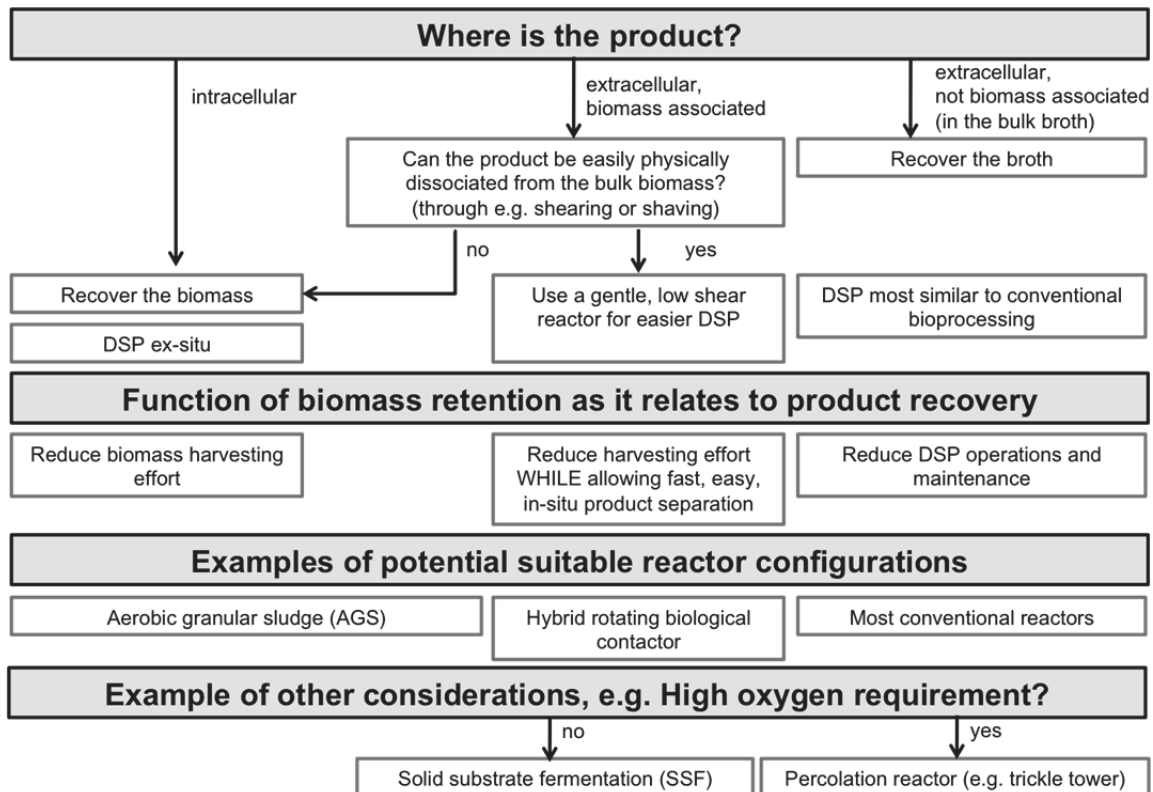 Where is the product?
intracellular
extracellular,
biomass associated
extracellular,
not biomass associated
(in the bulk broth)
Can the product be easily physically
dissociated from the bulk biomass?
(through e.g. shearing or shaving)
Recover the broth
no
yes
Recover the biomass
DSP ex-situ
Use a gentle, low shear
reactor for easier DSP
DSP most similar to conventional
bioprocessing
Function of biomass retention as it relates to product recovery
Reduce biomass harvesting
effort
Reduce harvesting effort
WHILE allowing fast, easy,
in-situ product separation
Reduce DSP operations and
maintenance
Examples of potential suitable reactor configurations
Aerobic granular sludge (AGS)
Hybrid rotating biological
contactor
Most conventional reactors
Example of other considerations, e.g. High oxygen requirement?
no
yes
Solid substrate fermentation (SSF)
Percolation reactor (e.g. trickle tower)